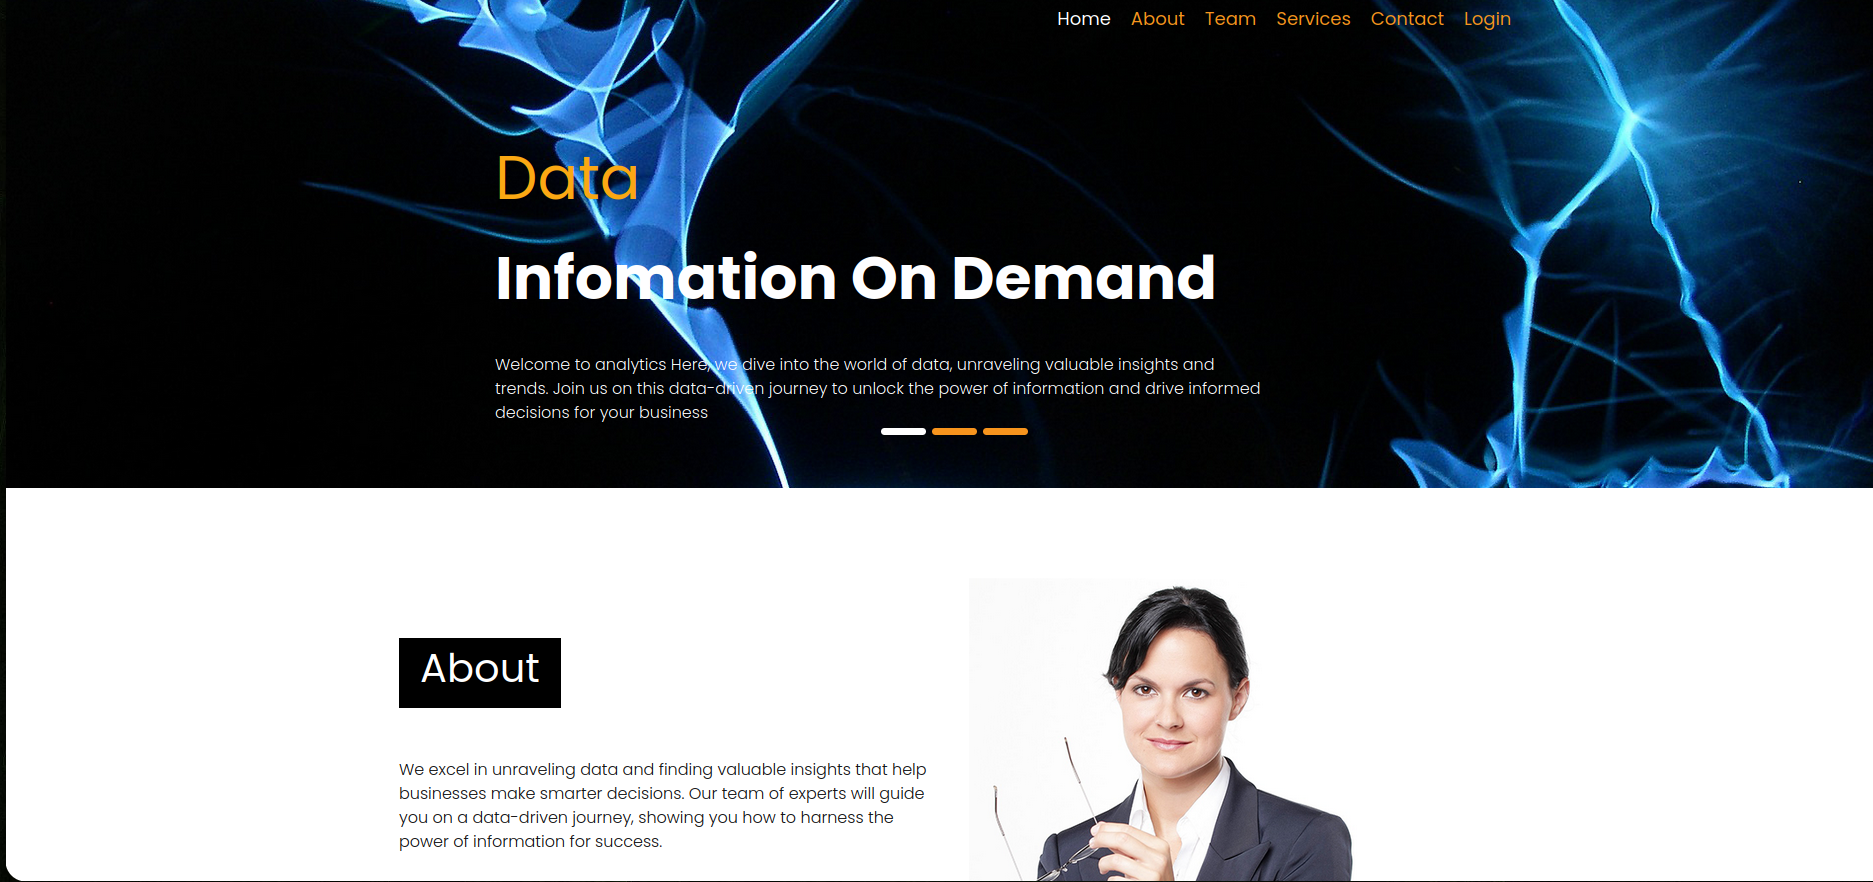 Home About Team Services Contact Login
Data
Infomation On Demand
Welcome to analytics Here, we dive into the world of data, unraveling valuable insights and
trends. Join us on this data-driven journey to unlock the power of information and drive informed
decisions for your business
About
We excel in unraveling data and finding valuable insights that help
businesses make smarter decisions. Our team of experts will guide
you on a data-driven journey, showing you how to harness the
power of information for success.